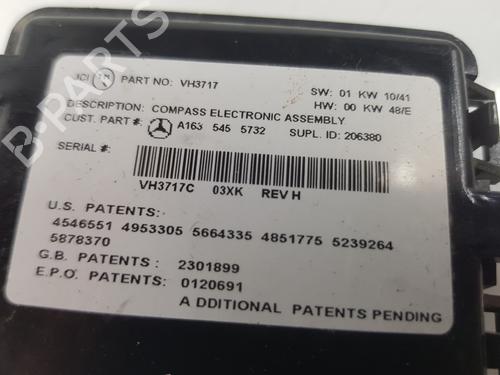 JCI PART NO: VH3717
SW: 01 KW 10/41
HW: 00 KW 48/E
DESCRIPTION: COMPASS ELECTRONIC ASSEMBLY
CUST. PART#: A163 545 5732 SUPL. ID: 206380
SERIAL #:
VH3717C 03XK REV H
U.S. PATENTS:
4546551 4953305 5664335 4851775 5239264
5878370
G.B. PATENTS : 2301899
E.P.O. PATENTS : 0120691
A DDITIONAL PATENTS PENDING
B-PARTS